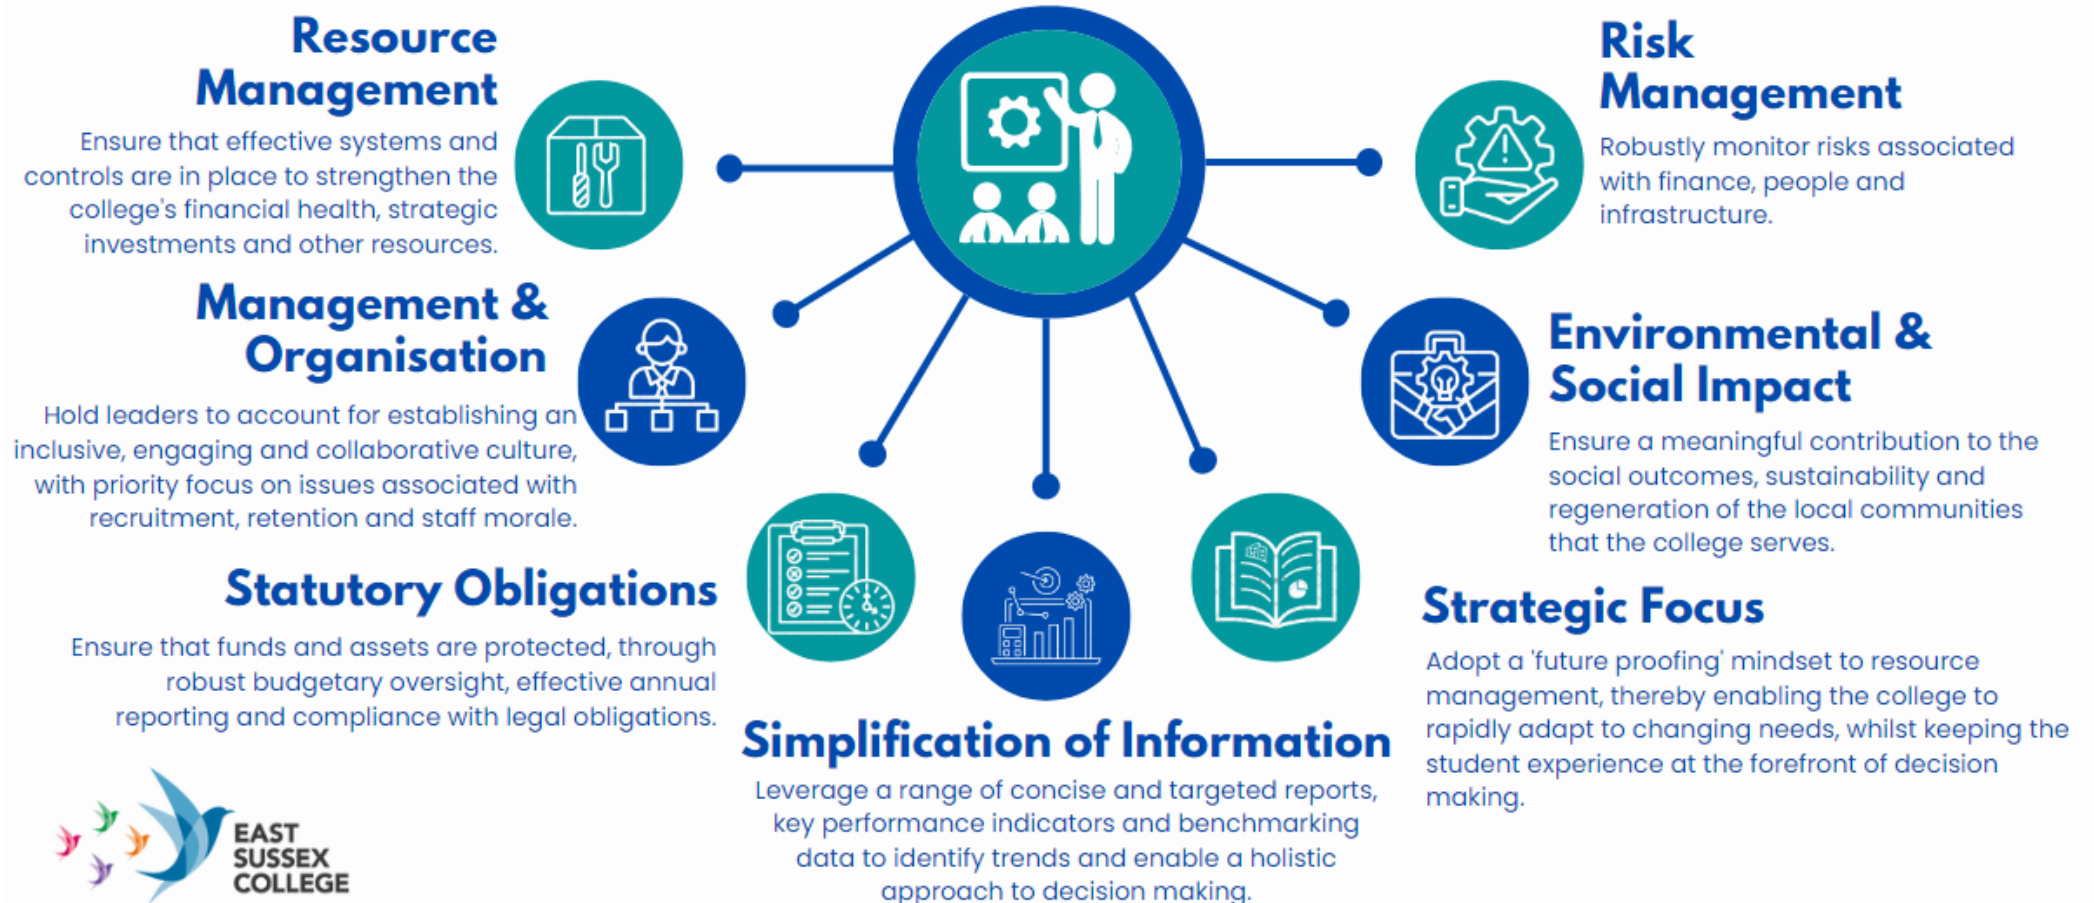 Resource
Management
Ensure that effective systems and
controls are in place to strengthen the
college's financial health, strategic
investments and other resources.
Management &
Organisation
Hold leaders to account for establishing an
inclusive, engaging and collaborative culture,
with priority focus on issues associated with
recruitment, retention and staff morale.
Statutory Obligations
Ensure that funds and assets are protected, through
robust budgetary oversight, effective annual
reporting and compliance with legal obligations.
Simplification of Information
Leverage a range of concise and targeted reports,
key performance indicators and benchmarking
data to identify trends and enable a holistic
approach to decision making.
Strategic Focus
Adopt a 'future proofing' mindset to resource
management, thereby enabling the college to
rapidly adapt to changing needs, whilst keeping the
student experience at the forefront of decision
making.
Environmental &
Social Impact
Ensure a meaningful contribution to the
social outcomes, sustainability and
regeneration of the local communities
that the college serves.
Risk
Management
Robustly monitor risks associated
with finance, people and
infrastructure.
EAST
SUSSEX
COLLEGE